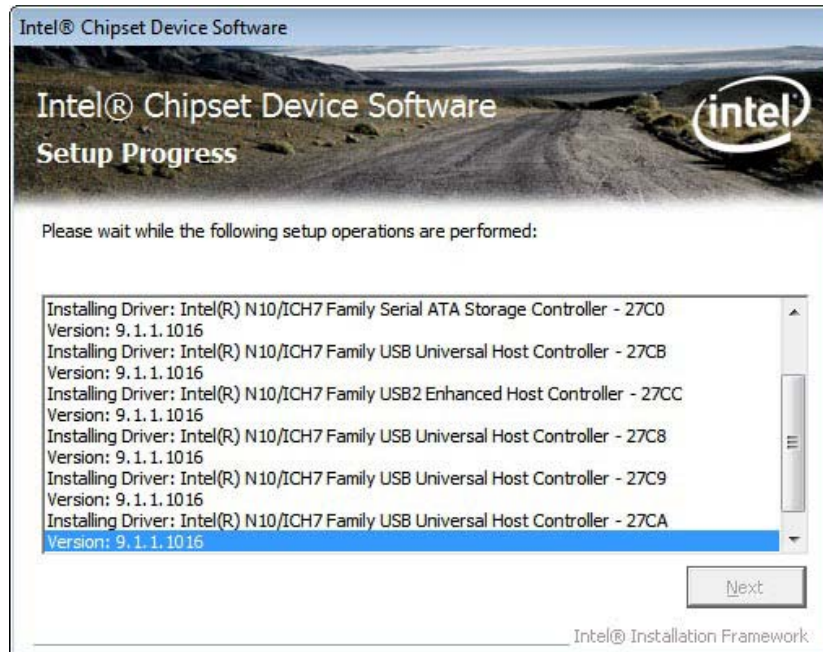 Intel® Chipset Device Software
Intel® Chipset Device Software
intel
Setup Progress
Please wait while the following setup operations are performed:
Installing Driver: Intel(R) N10/ICH7 Family Serial ATA Storage Controller - 27C0
Version: 9.1.1.1016
Installing Driver: Intel(R) N10/ICH7 Family USB Universal Host Controller - 27CB
Version: 9.1.1.1016
Installing Driver: Intel(R) N10/ICH7 Family USB2 Enhanced Host Controller - 27CC
Version: 9.1.1.1016
Installing Driver: Intel(R) N10/ICH7 Family USB Universal Host Controller - 27C8
Version: 9.1.1.1016
Installing Driver: Intel(R) N10/ICH7 Family USB Universal Host Controller - 27C9
Version: 9.1.1.1016
Installing Driver: Intel(R) N10/ICH7 Family USB Universal Host Controller - 27CA
Version: 9.1.1.1016
Next
Intel® Installation Framework